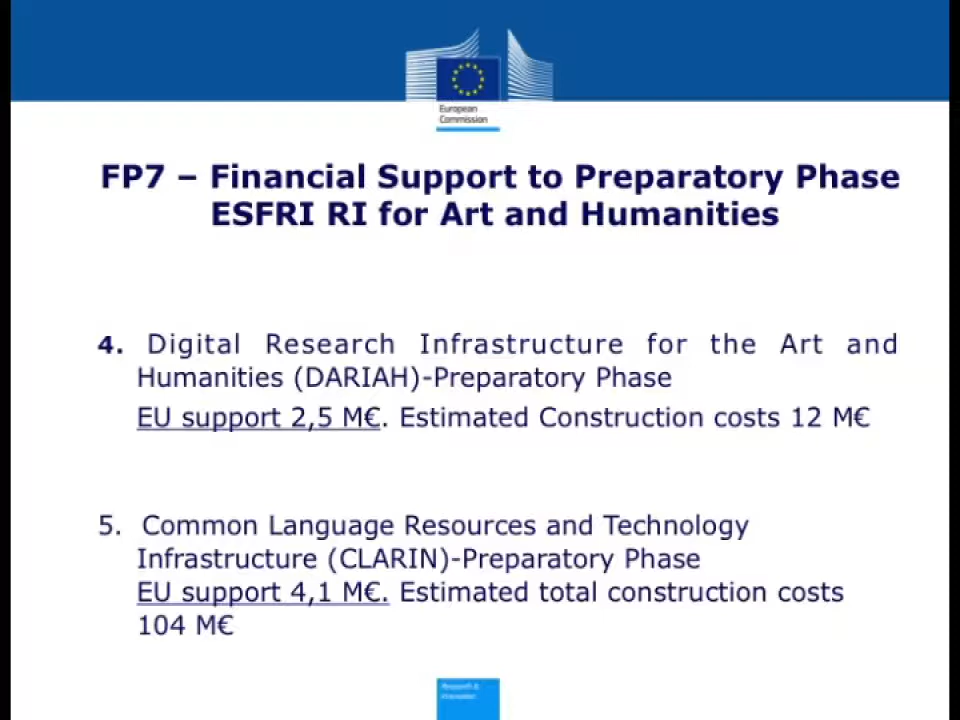 European
Commission
FP7 – Financial Support to Preparatory Phase
ESFRI RI for Art and Humanities
4. Digital Research Infrastructure for the Art and
Humanities (DARIAH)-Preparatory Phase
EU support 2,5 M€. Estimated Construction costs 12 M€
5. Common Language Resources and Technology
Infrastructure (CLARIN)-Preparatory Phase
EU support 4,1 M€. Estimated total construction costs
104 M€
Research &
Innovation